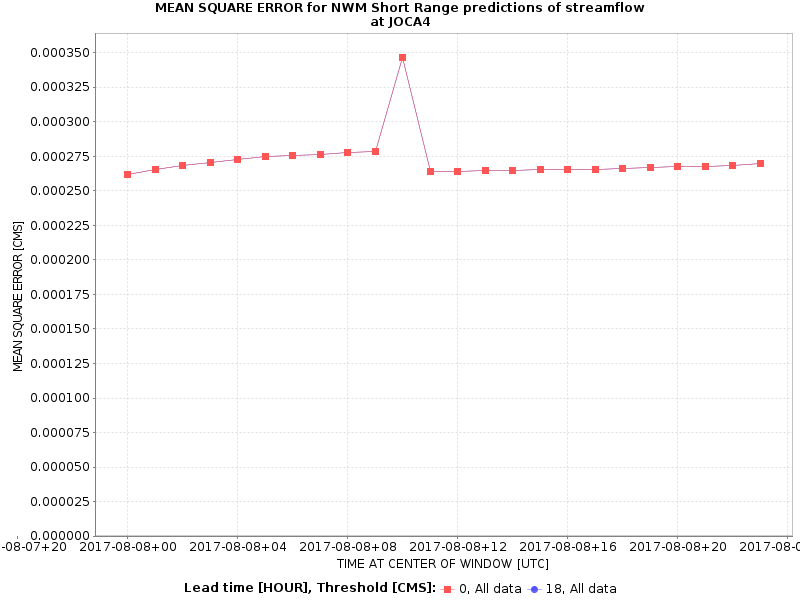 MEAN SQUARE ERROR for NWM Short Range predictions of streamflow
at JOCA4
MEAN SQUARE ERROR [CMS]
0.000350
0.000325
0.000300
0.000275
0.000250
0.000225
0.000200
0.000175
0.000150
0.000125
0.000100
0.000075
0.000050
0.000025
0.000000
-08-07+20 2017-08-08+00 2017-08-08+04 2017-08-08+08 2017-08-08+12 2017-08-08+16 2017-08-08+20 2017-08-0
TIME AT CENTER OF WINDOW [UTC]
Lead time [HOUR], Threshold [CMS]: 0, All data 18, All data